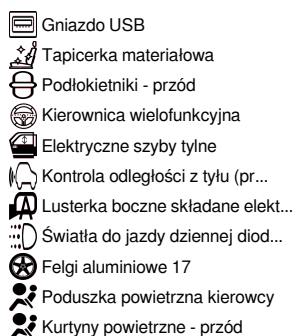 Gniazdo USB
Tapicerka materiałowa
Podłokietniki - przód
Kierownica wielofunkcyjna
Elektryczne szyby tylne
Kontrola odległości z tyłu (pr...
Lusterka boczne składane elekt...
Światła do jazdy dziennej diod...
Felgi aluminiowe 17
Poduszka powietrzna kierowcy
Kurtyny powietrzne - przód